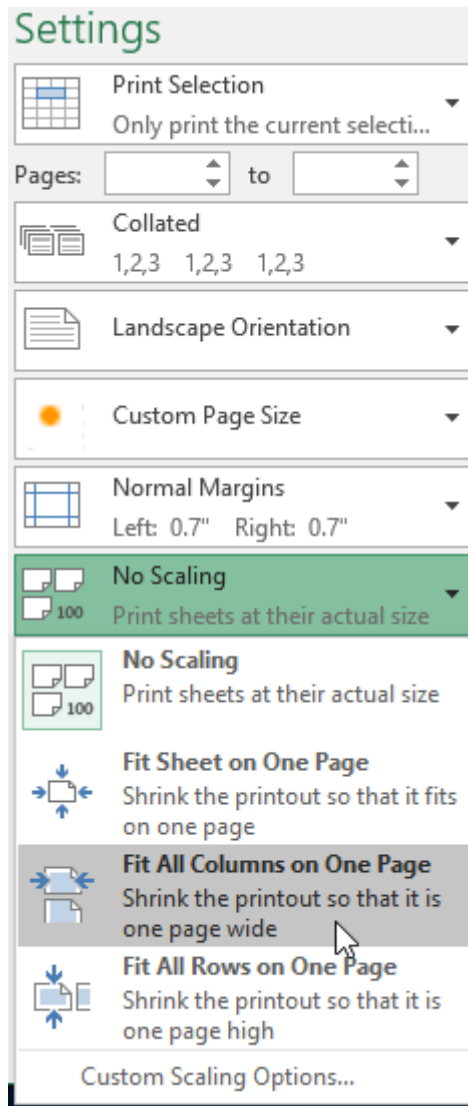 Settings
Print Selection
Only print the current selecti...
Pages: to
Collated
1,2,3 1,2,3 1,2,3
Landscape Orientation
Custom Page Size
Normal Margins
Left: 0.7" Right: 0.7"
No Scaling
100 Print sheets at their actual size
No Scaling
Print sheets at their actual size
100
Fit Sheet on One Page
Shrink the printout so that it fits
on one page
Fit All Columns on One Page
Shrink the printout so that it is
one page wide
Fit All Rows on One Page
Shrink the printout so that it is
one page high
Custom Scaling Options...